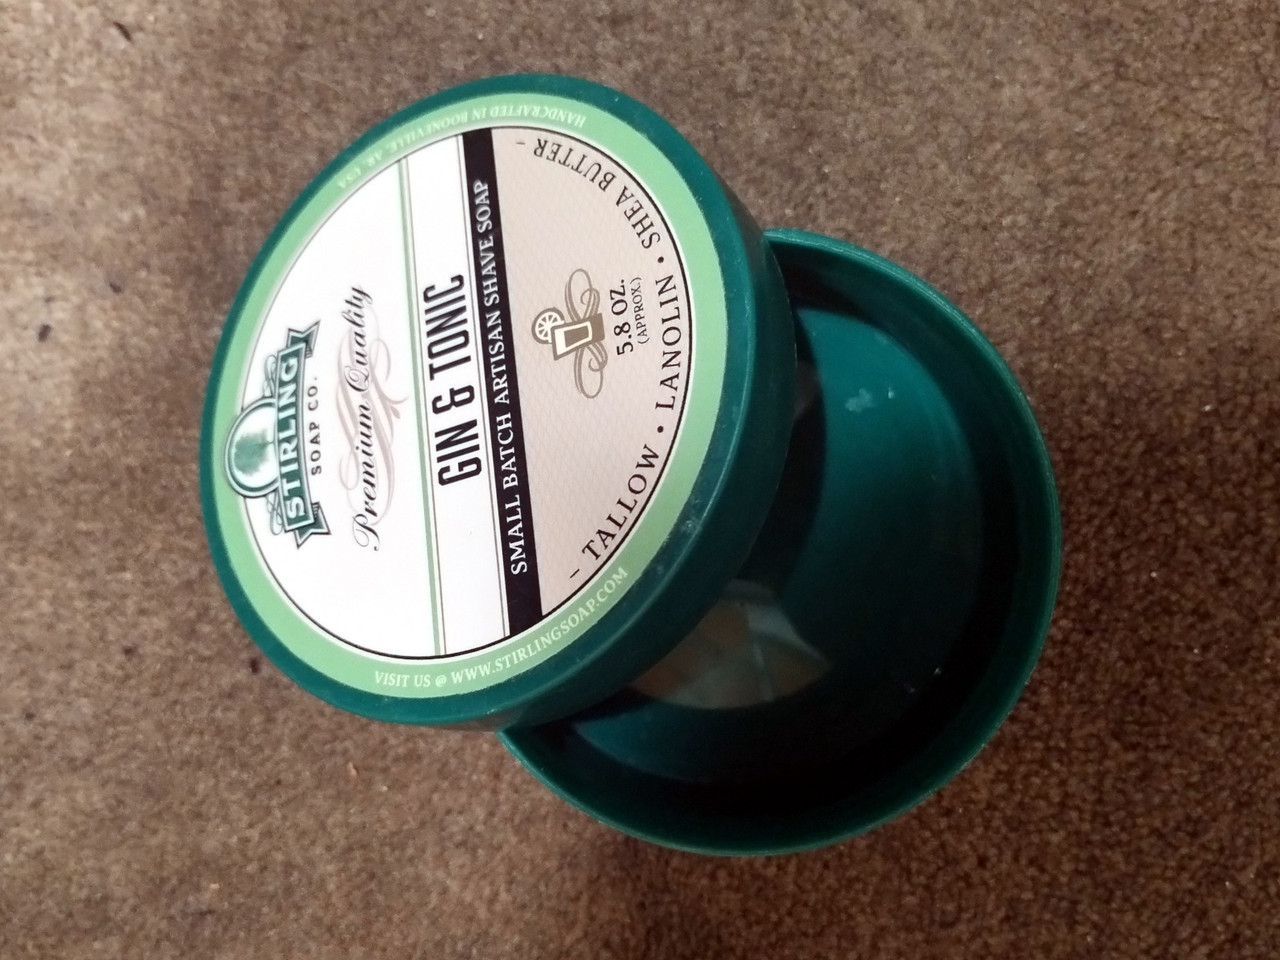 HANDCRAFTED IN BOONEVILLE, AR, USA
STIRLING
SOAP CO.
Premium Quality
GIN & TONIC
SMALL BATCH ARTISAN SHAVE SOAP
5.8 OZ.
(APPROX.)
– TALLOW • LANOLIN • SHEA BUTTER –
VISIT US @ WWW.STIRLINGSOAP.COM